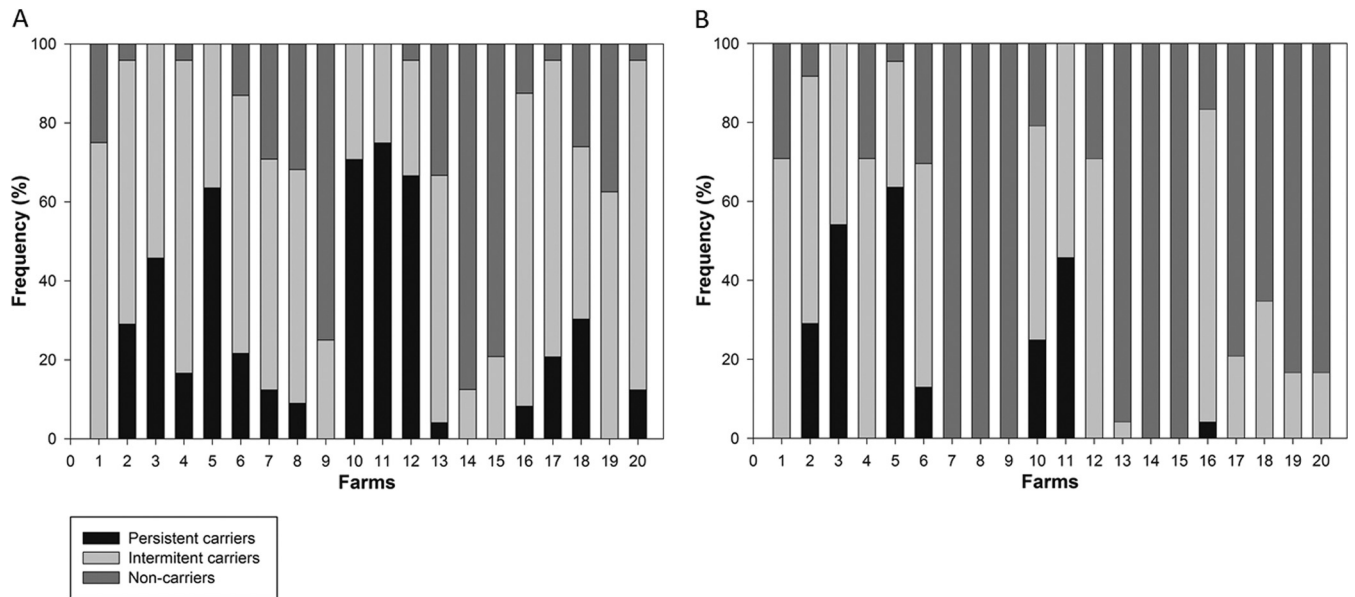 A
100
80
60
40
20
0
Frequency (%)
0 1 2 3 4 5 6 7 8 9 10 11 12 13 14 15 16 17 18 19 20
Farms
B
100
80
60
40
20
0
Frequency (%)
0 1 2 3 4 5 6 7 8 9 10 11 12 13 14 15 16 17 18 19 20
Farms
Persistent carriers
Intermitent carriers
Non-carriers